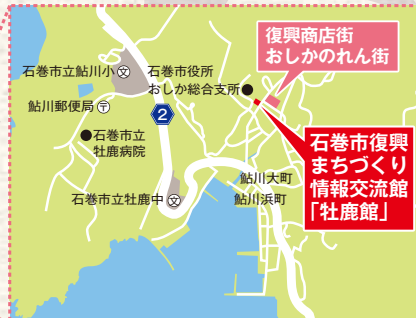 復興商店街
おしかのれん街
石巻市立鮎川小
文
石巻市役所
おしか総合支所
鮎川郵便局
〒
2
石巻市立
牡鹿病院
石巻市復興
まちづくり
情報交流館
「牡鹿館」
鮎川大町
石巻市立牡鹿中
文
鮎川浜町